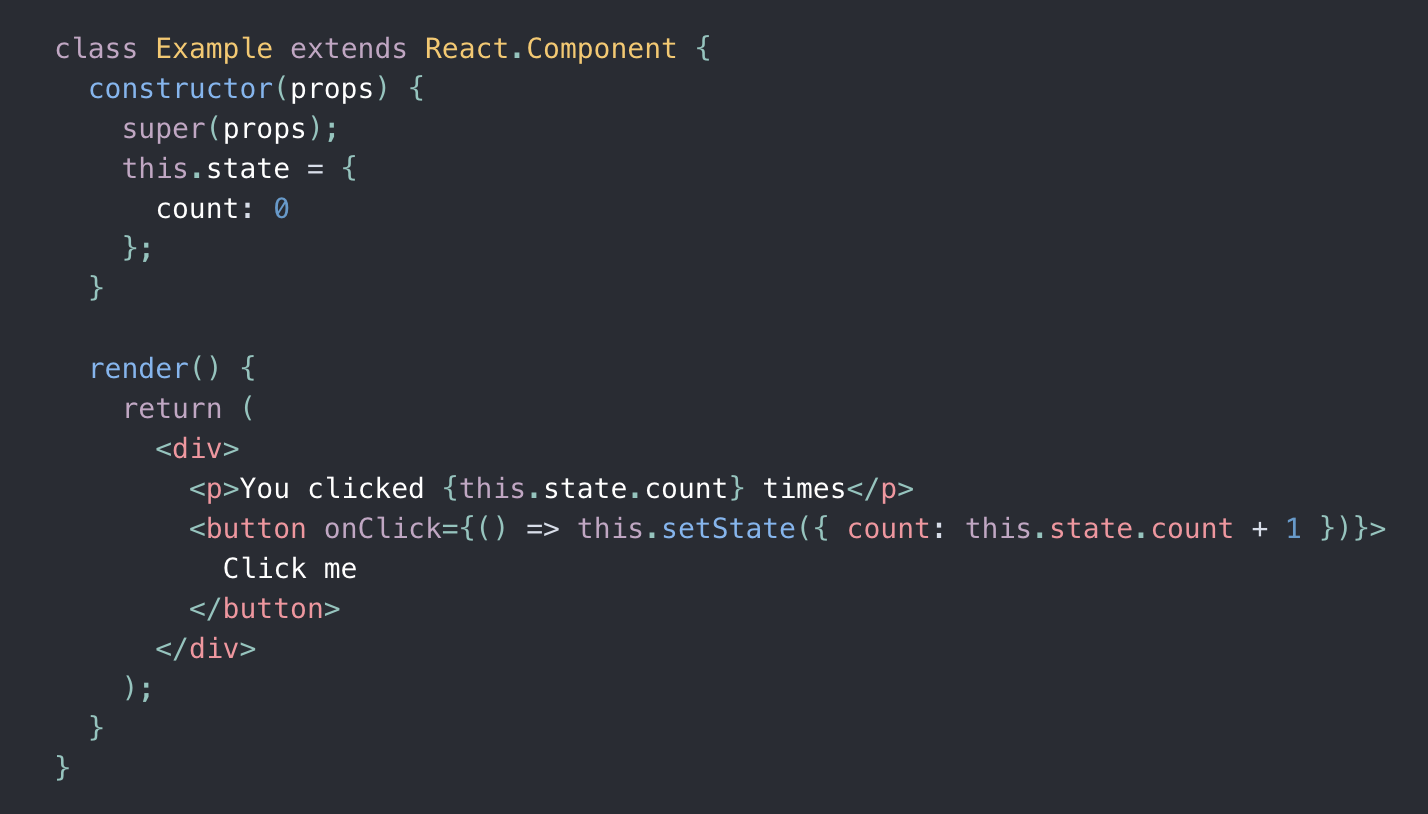 class Example extends React.Component {
  constructor(props) {
    super(props);
    this.state = {
      count: 0
    };
  }

  render() {
    return (
      <div>
        <p>You clicked {this.state.count} times</p>
        <button onClick={() => this.setState({ count: this.state.count + 1 })}>
          Click me
        </button>
      </div>
    );
  }
}